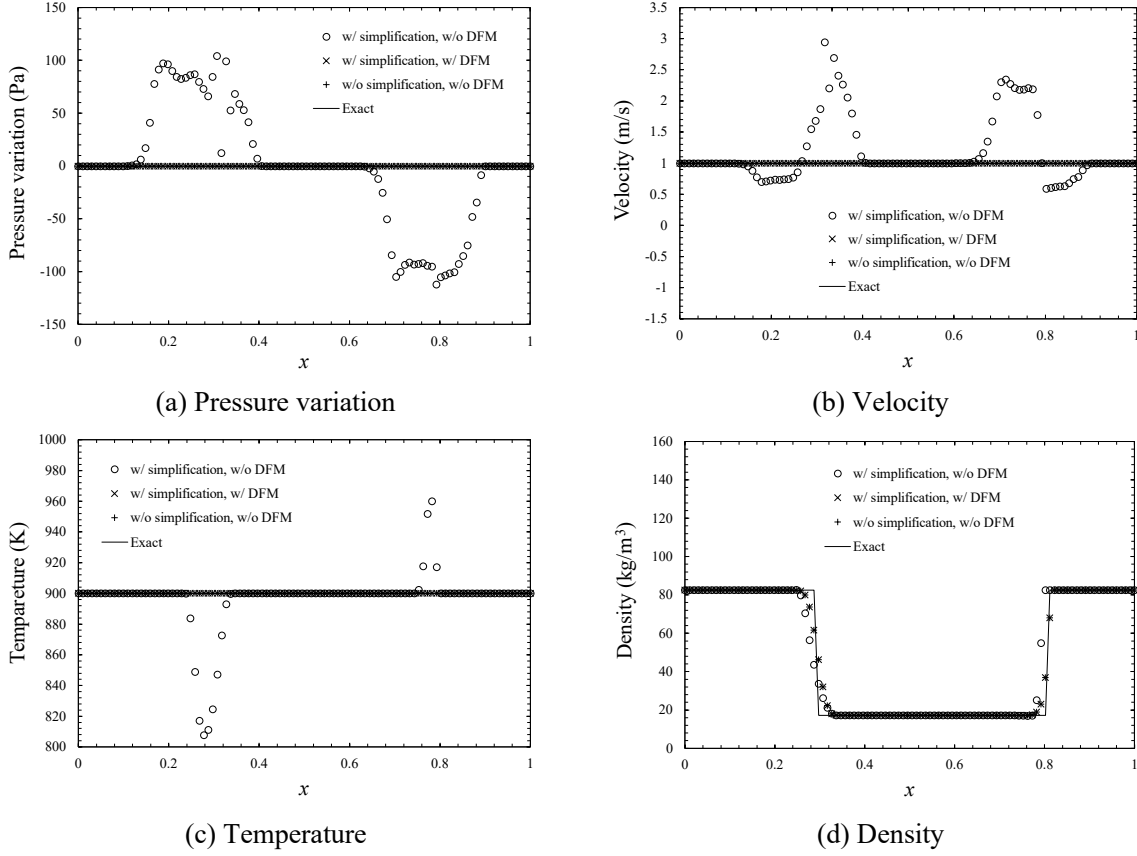 150
100
50
0
-50
-100
-150
0 0.2 0.4 0.6 0.8 1
Pressure variation (Pa)
x
w/ simplification, w/o DFM
w/ simplification, w/ DFM
w/o simplification, w/o DFM
Exact
(a) Pressure variation
3.5
3
2.5
2
1.5
1
0.5
0
-0.5
-1
-1.5
0 0.2 0.4 0.6 0.8 1
Velocity (m/s)
x
w/ simplification, w/o DFM
w/ simplification, w/ DFM
w/o simplification, w/o DFM
Exact
(b) Velocity
1000
980
960
940
920
900
880
860
840
820
800
0 0.2 0.4 0.6 0.8 1
Tempareture (K)
x
w/ simplification, w/o DFM
w/ simplification, w/ DFM
w/o simplification, w/o DFM
Exact
(c) Temperature
160
140
120
100
80
60
40
20
0
0 0.2 0.4 0.6 0.8 1
Density (kg/m³)
x
w/ simplification, w/o DFM
w/ simplification, w/ DFM
w/o simplification, w/o DFM
Exact
(d) Density